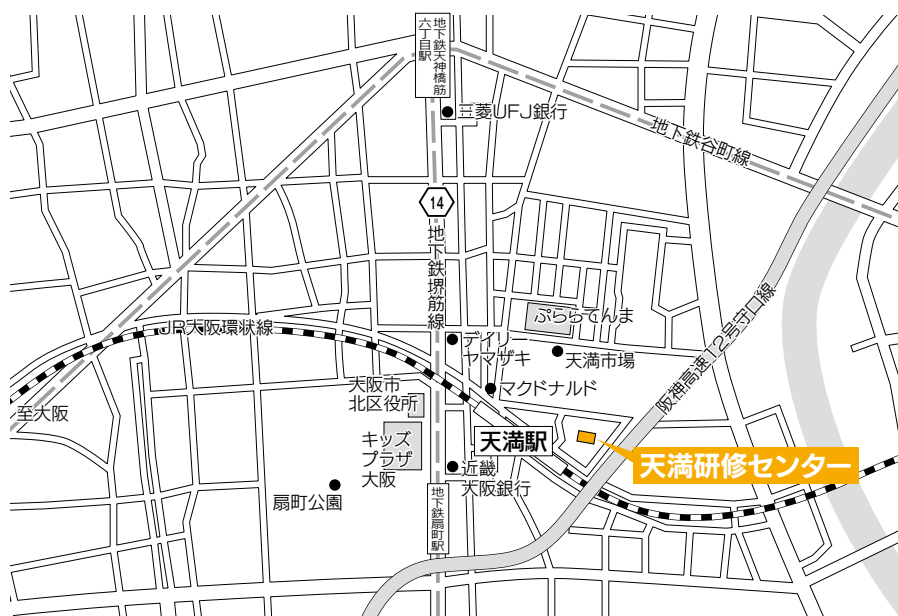 地下鉄天神橋筋
六丁目駅
三菱UFJ銀行
地下鉄谷町線
14
地下鉄堺筋線
ぷららてんま
JR大阪環状線
デイリー
ヤマザキ
天満市場
阪神高速12号守口線
大阪市
北区役所
マクドナルド
至大阪
キッズ
プラザ
大阪
天満駅
天満研修センター
近畿
大阪銀行
扇町公園
地下鉄扇町駅